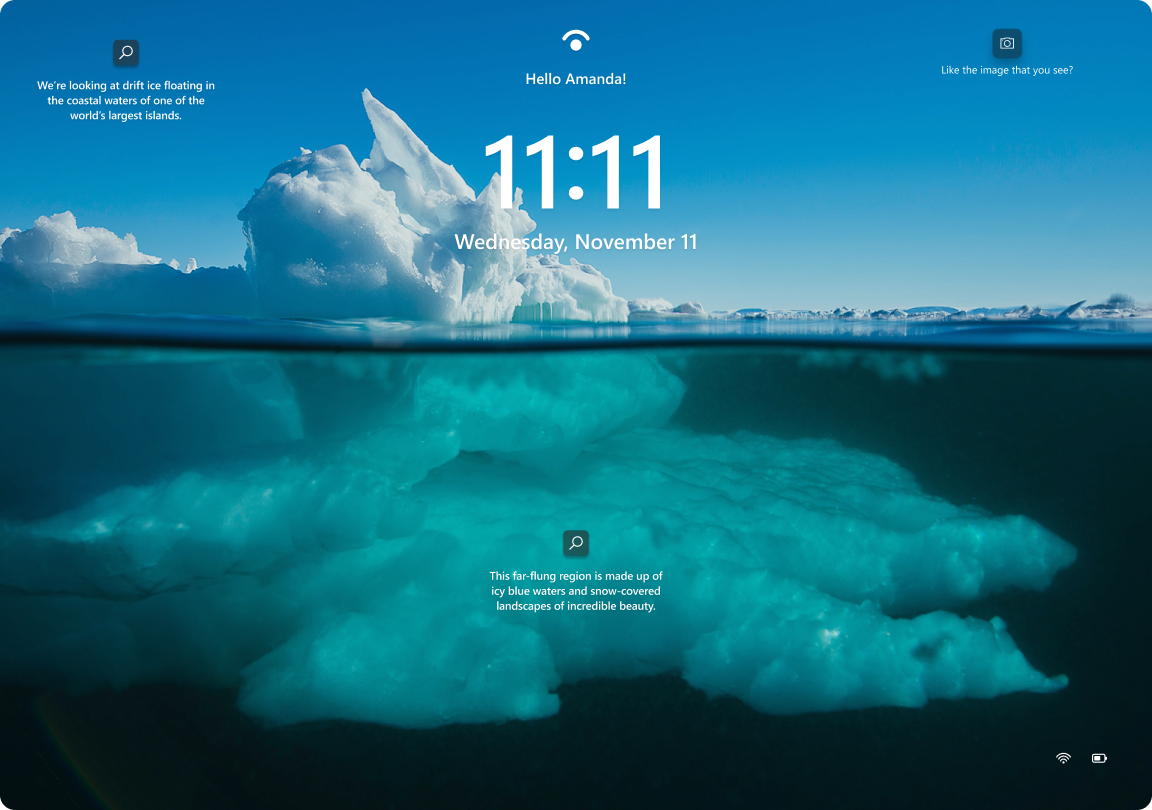 Hello Amanda!
We're looking at drift ice floating in
the coastal waters of one of the
world's largest islands.
Like the image that you see?
11:11
Wednesday, November 11
This far-flung region is made up of
icy blue waters and snow-covered
landscapes of incredible beauty.